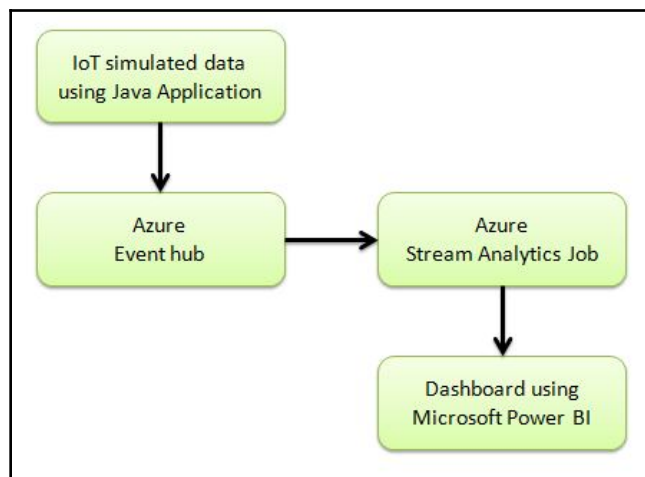 IoT simulated data
using Java Application
Azure
Event hub
Azure
Stream Analytics Job
Dashboard using
Microsoft Power BI